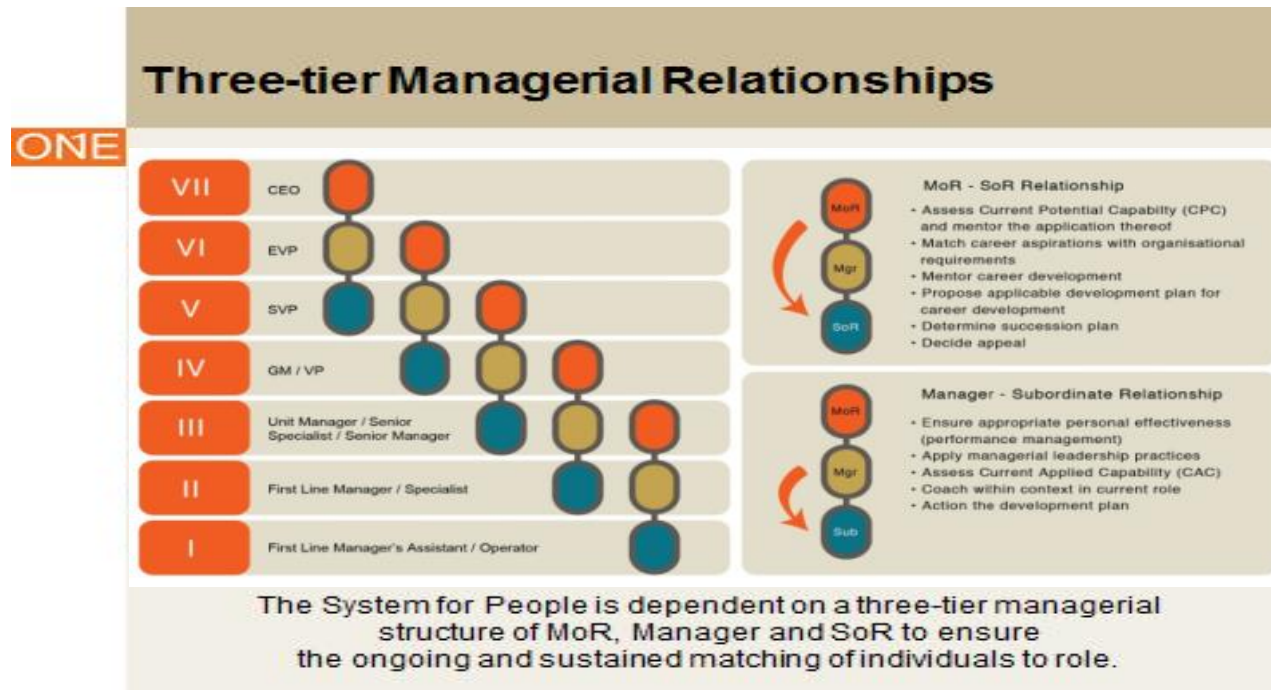 Three-tier Managerial Relationships
ONE
VII
CEO
VI
EVP
V
SVP
IV
GM / VP
III
Unit Manager / Senior
Specialist / Senior Manager
II
First Line Manager / Specialist
I
First Line Manager's Assistant / Operator
MoR
Mgr
SoR
MoR - SoR Relationship
• Assess Current Potential Capabilty (CPC)
and mentor the application thereof
• Match career aspirations with organisational
requirements
• Mentor career development
• Propose applicable development plan for
career development
• Determine succession plan
• Decide appeal
MoR
Mgr
Sub
Manager - Subordinate Relationship
• Ensure appropriate personal effectiveness
(performance management)
• Apply managerial leadership practices
• Assess Current Applied Capability (CAC)
• Coach within context in current role
• Action the development plan
The System for People is dependent on a three-tier managerial
structure of MoR, Manager and SoR to ensure
the ongoing and sustained matching of individuals to role.